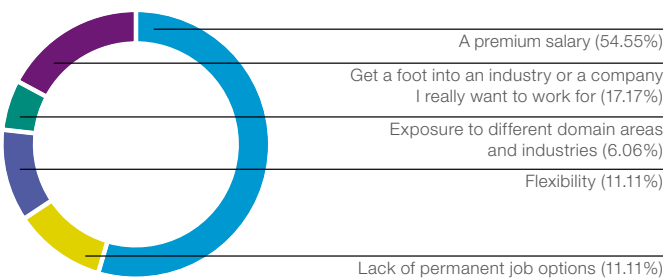 A premium salary (54.55%)
Get a foot into an industry or a company
I really want to work for (17.17%)
Exposure to different domain areas
and industries (6.06%)
Flexibility (11.11%)
Lack of permanent job options (11.11%)